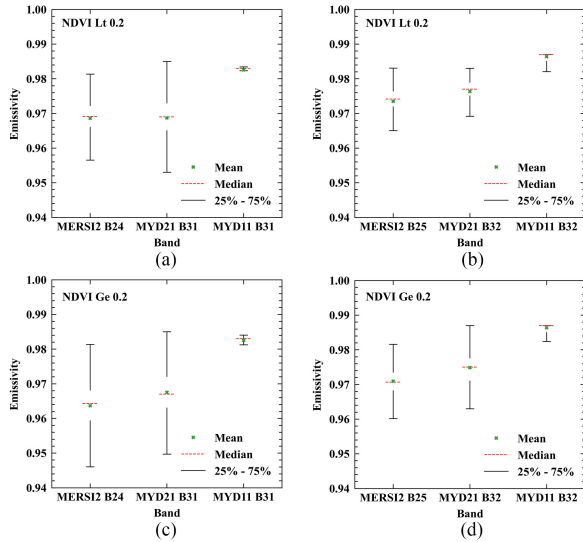 1.00
0.99
0.98
0.97
0.96
0.95
0.94
Emissivity
NDVI Lt 0.2
Mean
Median
25% - 75%
MERSI2 B24 MYD21 B31 MYD11 B31
Band
(a)
1.00
0.99
0.98
0.97
0.96
0.95
0.94
Emissivity
NDVI Lt 0.2
Mean
Median
25% - 75%
MERSI2 B25 MYD21 B32 MYD11 B32
Band
(b)
1.00
0.99
0.98
0.97
0.96
0.95
0.94
Emissivity
NDVI Ge 0.2
Mean
Median
25% - 75%
MERSI2 B24 MYD21 B31 MYD11 B31
Band
(c)
1.00
0.99
0.98
0.97
0.96
0.95
0.94
Emissivity
NDVI Ge 0.2
Mean
Median
25% - 75%
MERSI2 B25 MYD21 B32 MYD11 B32
Band
(d)